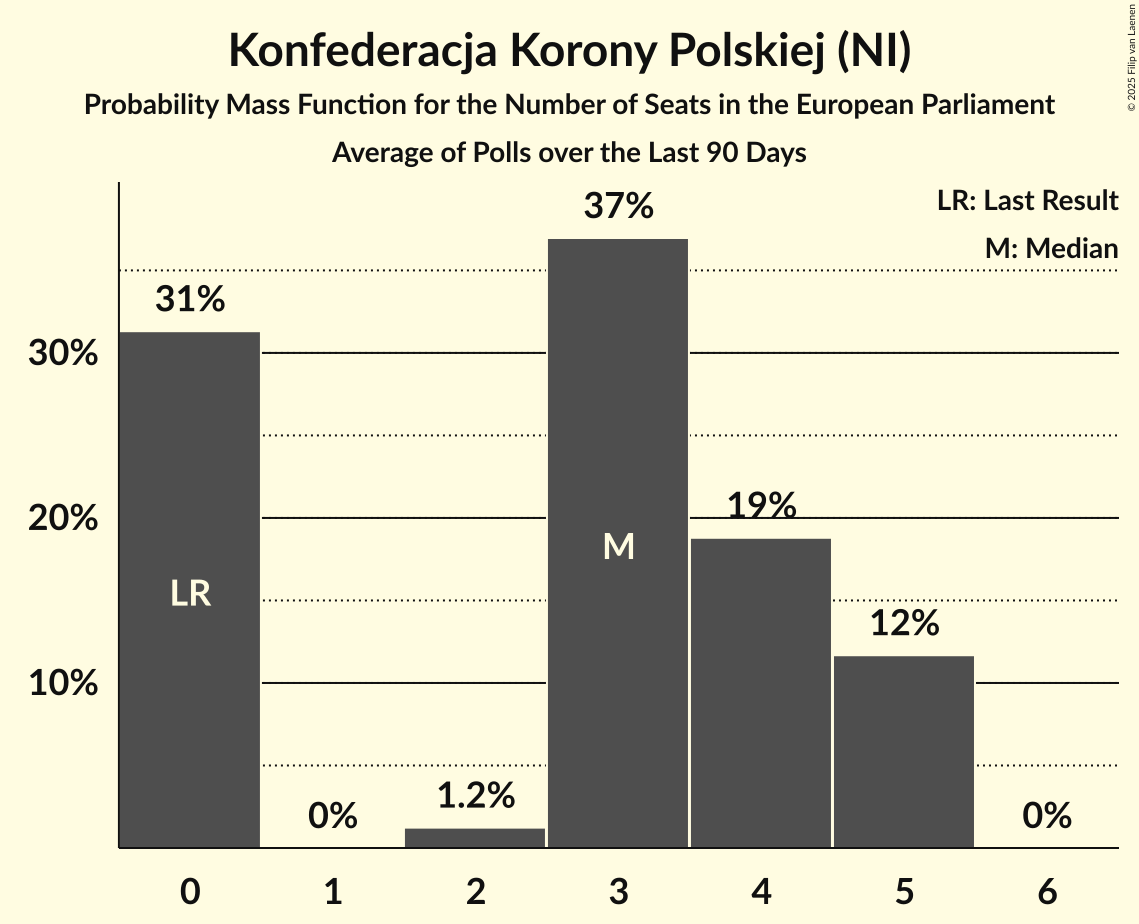 Konfederacja Korony Polskiej (NI)
Probability Mass Function for the Number of Seats in the European Parliament
Average of Polls over the Last 90 Days
© 2025 Filip van Laenen
LR: Last Result
M: Median
37%
31%
30%
20%
19%
M
LR
12%
10%
1.2%
0%
0%
0 1 2 3 4 5 6